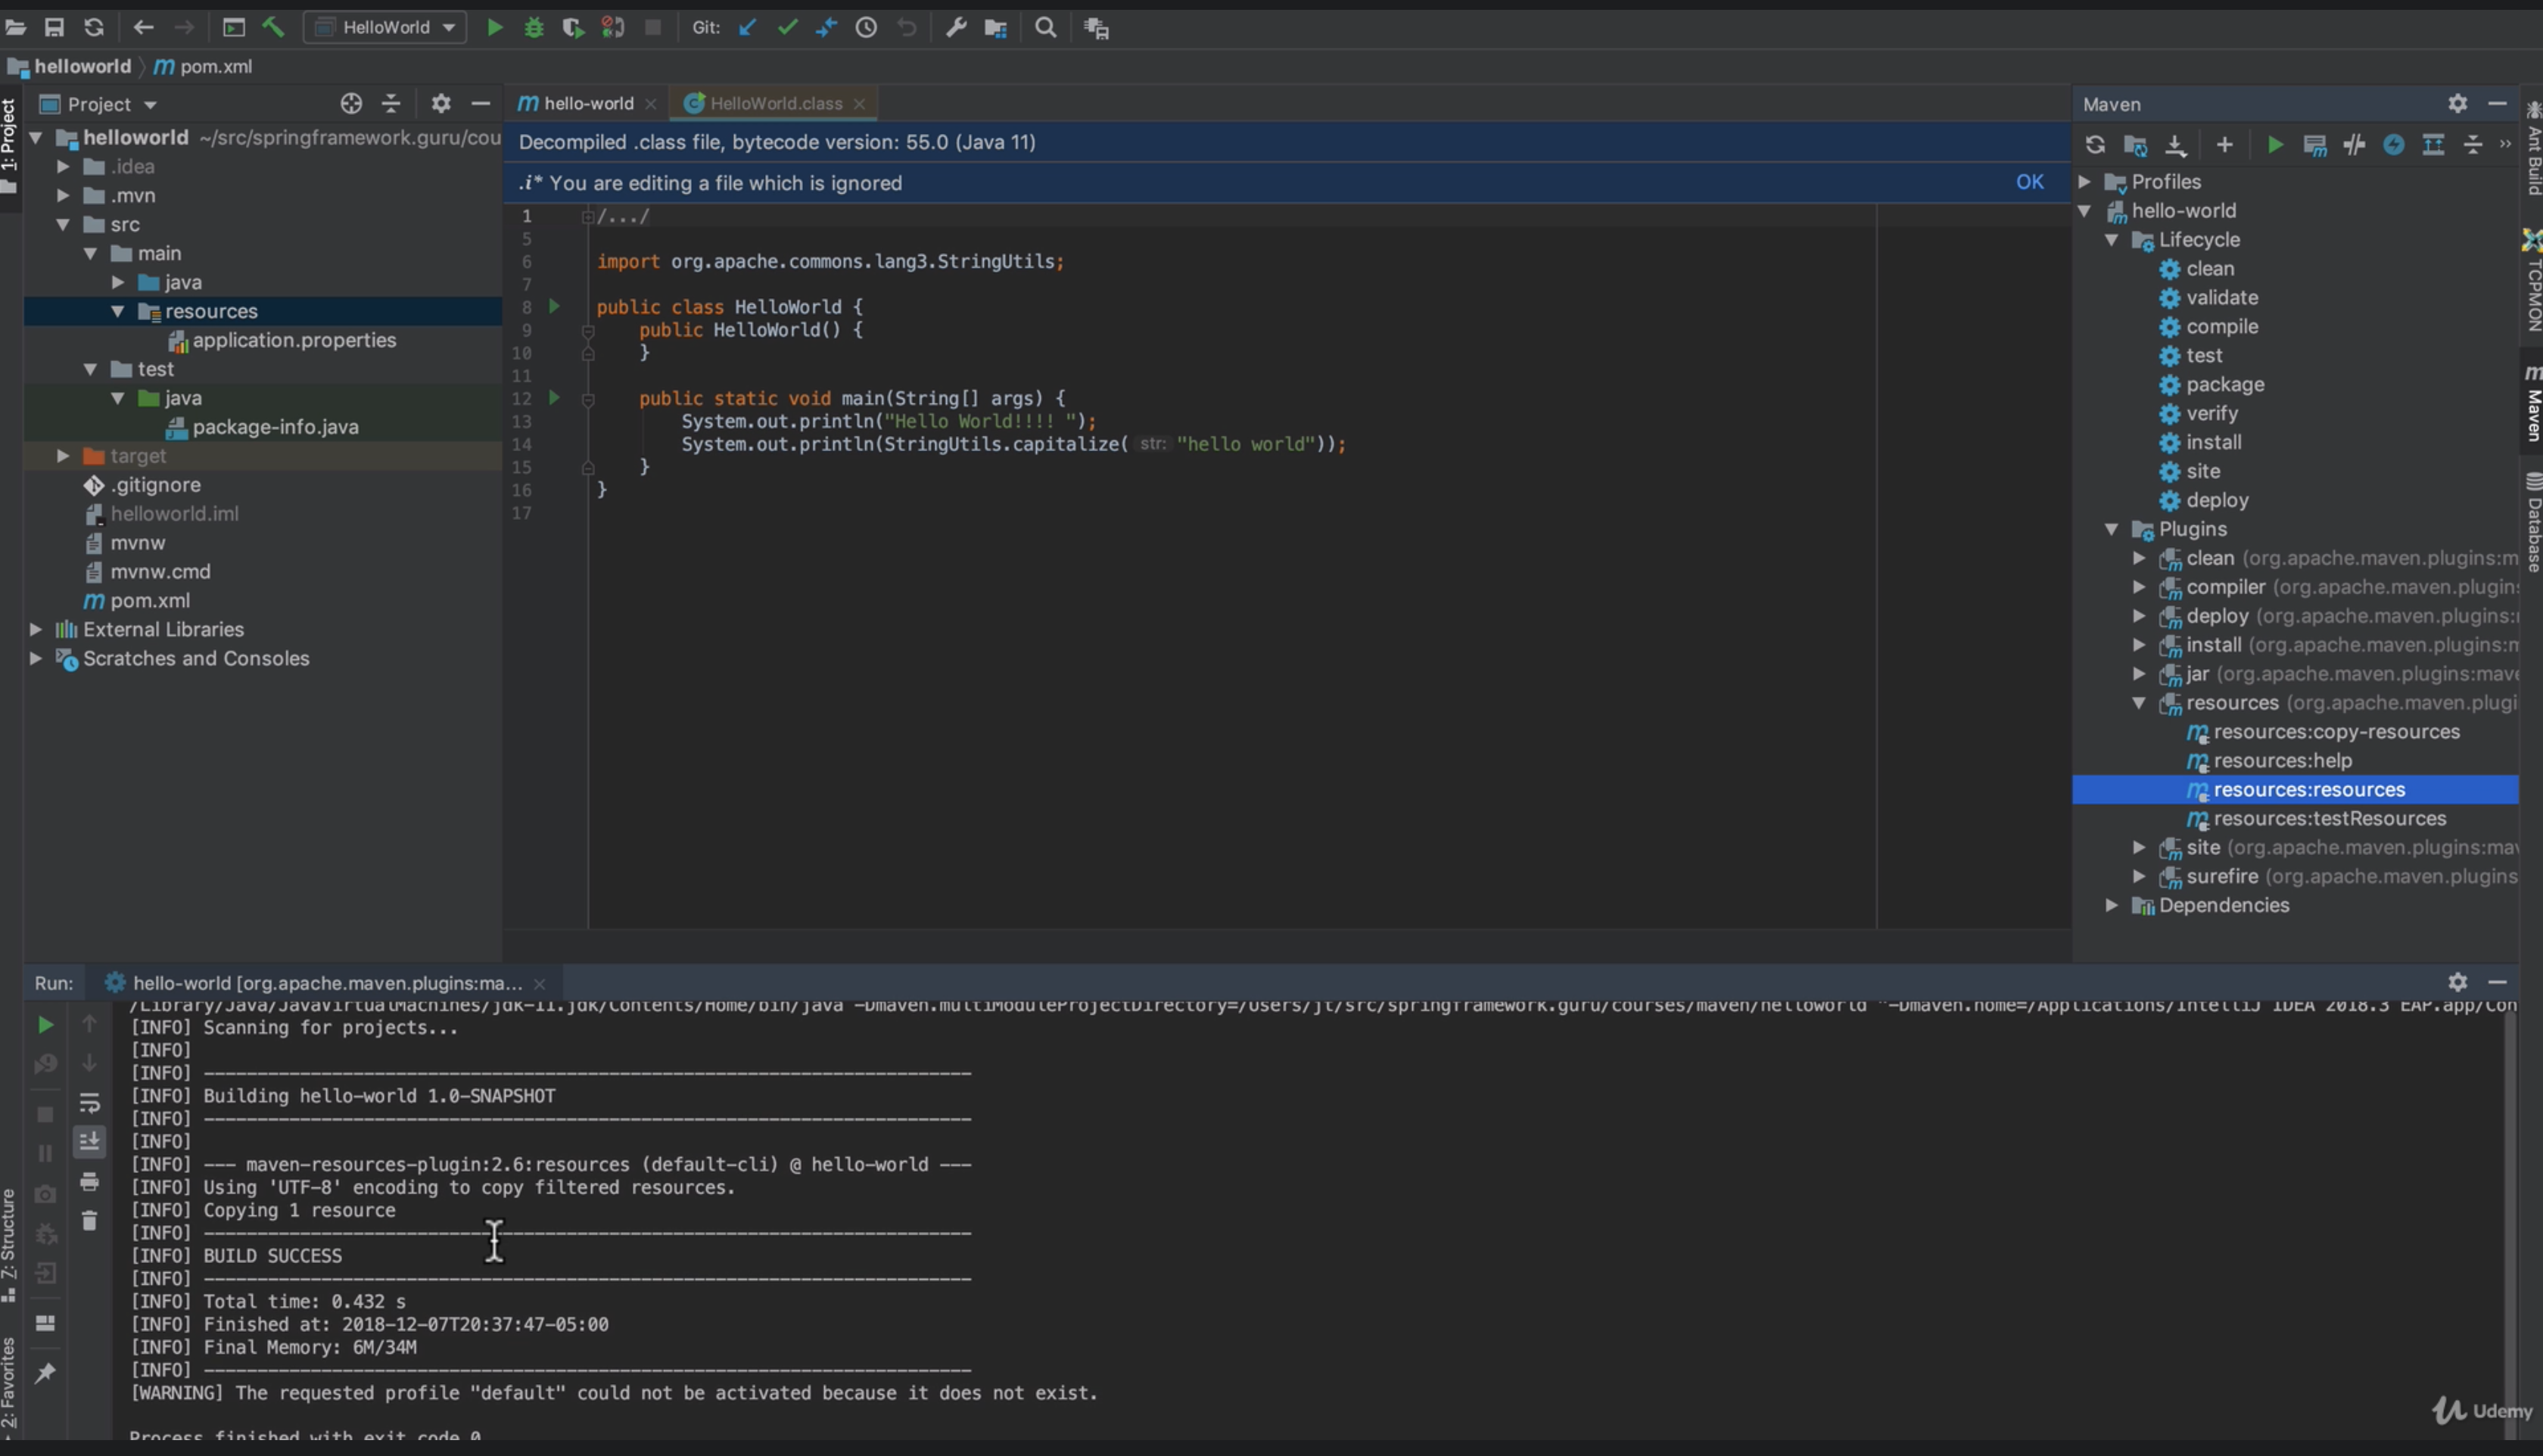 HelloWorld
Git:
helloworld
pom.xml
1: Project
Project
helloworld ~/src/springframework.guru/cou
.idea
.mvn
src
main
java
resources
application.properties
test
java
package-info.java
target
.gitignore
helloworld.iml
mvnw
mvnw.cmd
pom.xml
External Libraries
Scratches and Consoles
hello-world
HelloWorld.class
Decompiled .class file, bytecode version: 55.0 (Java 11)
.i* You are editing a file which is ignored
OK
1 /.../
5
6 import org.apache.commons.lang3.StringUtils;
7
8 public class HelloWorld {
9 public HelloWorld() {
10 }
11
12 public static void main(String[] args) {
13 System.out.println("Hello World!!!! ");
14 System.out.println(StringUtils.capitalize( str: "hello world"));
15 }
16 }
17
Maven
Profiles
hello-world
Lifecycle
clean
validate
compile
test
package
verify
install
site
deploy
Plugins
clean (org.apache.maven.plugins:m
compiler (org.apache.maven.plugin
deploy (org.apache.maven.plugins:
install (org.apache.maven.plugins:m
jar (org.apache.maven.plugins:mave
resources (org.apache.maven.plugi
resources:copy-resources
resources:help
resources:resources
resources:testResources
site (org.apache.maven.plugins:mav
surefire (org.apache.maven.plugins
Dependencies
Ant Build
TCPMON
Maven
Database
Run:
hello-world [org.apache.maven.plugins:ma...
/Library/Java/JavaVirtualMachines/jdk-11.jdk/Contents/Home/bin/java -Dmaven.multiModuleProjectDirectory=/Users/jt/src/springframework.guru/courses/maven/helloworld "-Dmaven.home=/Applications/IntelliJ IDEA 2018.3 EAP.app/Con
[INFO] Scanning for projects...
[INFO]
[INFO] ------------------------------------------------------------------------
[INFO] Building hello-world 1.0-SNAPSHOT
[INFO] ------------------------------------------------------------------------
[INFO]
[INFO] --- maven-resources-plugin:2.6:resources (default-cli) @ hello-world ---
[INFO] Using 'UTF-8' encoding to copy filtered resources.
[INFO] Copying 1 resource
[INFO] ------------------------------------------------------------------------
[INFO] BUILD SUCCESS
[INFO] ------------------------------------------------------------------------
[INFO] Total time: 0.432 s
[INFO] Finished at: 2018-12-07T20:37:47-05:00
[INFO] Final Memory: 6M/34M
[INFO] ------------------------------------------------------------------------
[WARNING] The requested profile "default" could not be activated because it does not exist.
Process finished with exit code 0
Z: Structure
2: Favorites
Udemy